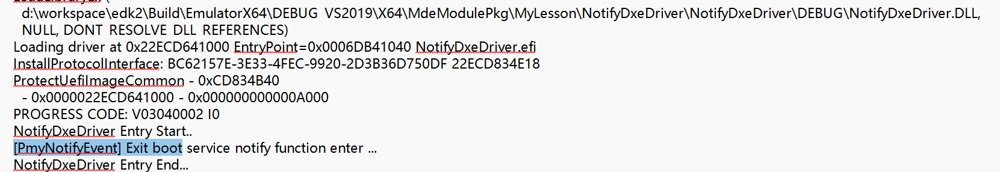 d:\workspace\edk2\Build\EmulatorX64\DEBUG_VS2019\X64\MdeModulePkg\MyLesson\NotifyDxeDriver\NotifyDxeDriver\DEBUG\NotifyDxeDriver.DLL,
NULL, DONT_RESOLVE_DLL_REFERENCES)
Loading driver at 0x22ECD641000 EntryPoint=0x0006DB41040 NotifyDxeDriver.efi
InstallProtocolInterface: BC62157E-3E33-4FEC-9920-2D3B36D750DF 22ECD834E18
ProtectUefiImageCommon - 0xCD834B40
- 0x0000022ECD641000 - 0x000000000000A000
PROGRESS CODE: V03040002 I0
NotifyDxeDriver Entry Start..
[PmyNotifyEvent] Exit boot service notify function enter ...
NotifyDxeDriver Entry End...